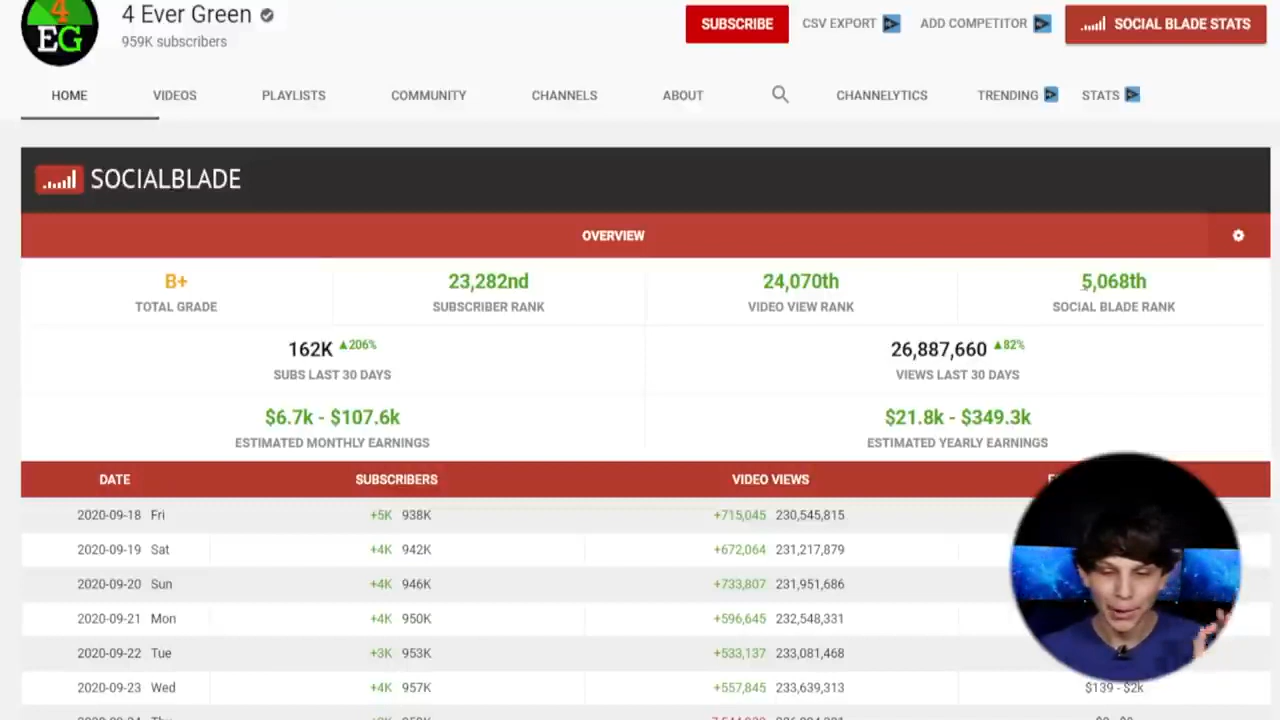 4
EG
4 Ever Green
959K subscribers
SUBSCRIBE
CSV EXPORT
ADD COMPETITOR
SOCIAL BLADE STATS
HOME VIDEOS PLAYLISTS COMMUNITY CHANNELS ABOUT CHANNELYTICS TRENDING STATS
SOCIALBLADE
OVERVIEW
B+ 23,282nd 24,070th 5,068th
TOTAL GRADE SUBSCRIBER RANK VIDEO VIEW RANK SOCIAL BLADE RANK
162K ▲206% 26,887,660 ▲82%
SUBS LAST 30 DAYS VIEWS LAST 30 DAYS
$6.7k - $107.6k $21.8k - $349.3k
ESTIMATED MONTHLY EARNINGS ESTIMATED YEARLY EARNINGS
DATE SUBSCRIBERS VIDEO VIEWS
2020-09-18 Fri +5K 938K +715,045 230,545,815
2020-09-19 Sat +4K 942K +672,064 231,217,879
2020-09-20 Sun +4K 946K +733,807 231,951,686
2020-09-21 Mon +4K 950K +596,645 232,548,331
2020-09-22 Tue +3K 953K +533,137 233,081,468
2020-09-23 Wed +4K 957K +557,845 233,639,313 $139 - $2k